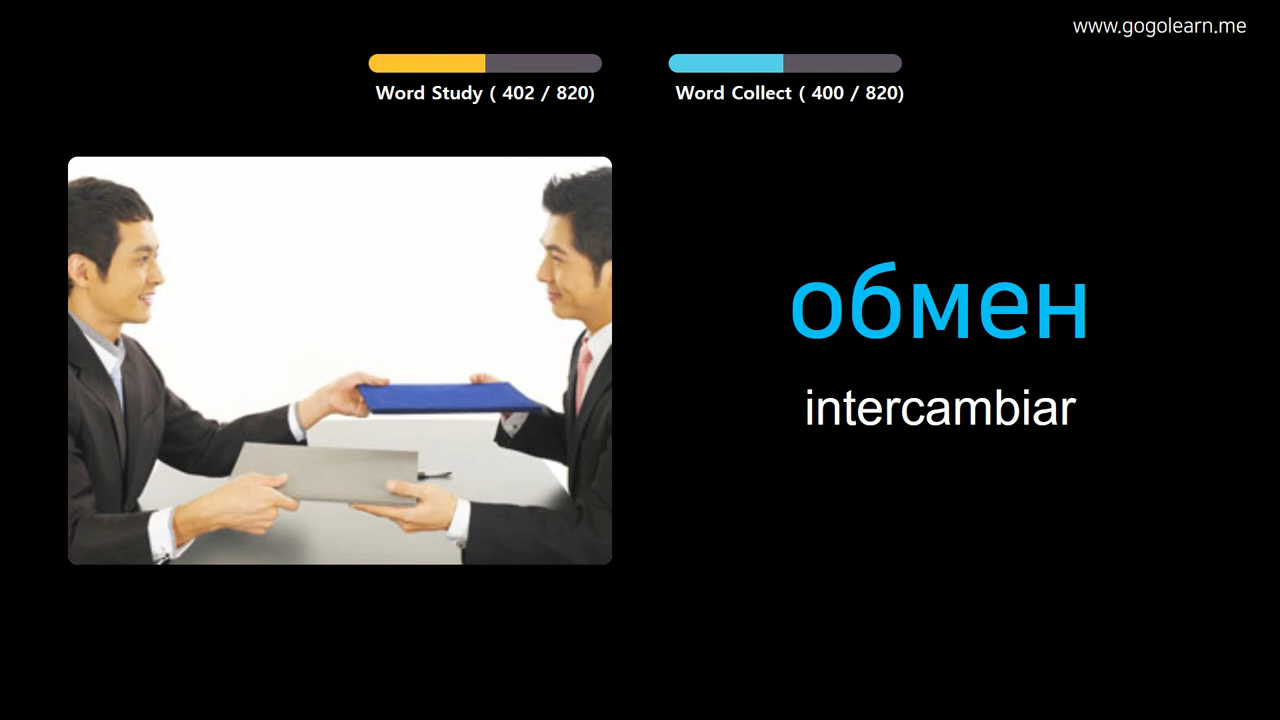 www.gogolearn.me
Word Study ( 402 / 820)
Word Collect ( 400 / 820)
обмен
intercambiar